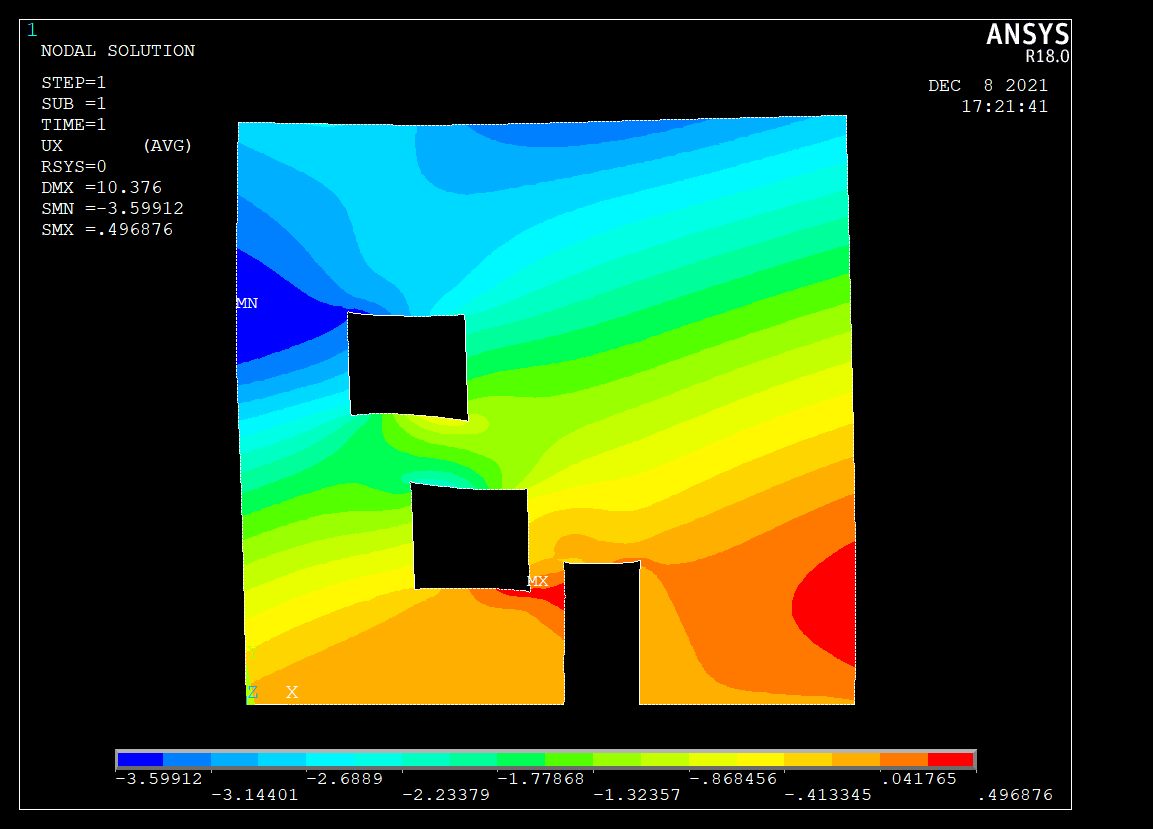 1
ANSYS
R18.0
NODAL SOLUTION
STEP=1
SUB =1
TIME=1
UX (AVG)
RSYS=0
DMX =10.376
SMN =-3.59912
SMX =.496876
DEC 8 2021
17:21:41
MN
MX
Z X
-3.59912 -2.6889 -1.77868 -.868456 .041765
-3.14401 -2.23379 -1.32357 -.413345 .496876